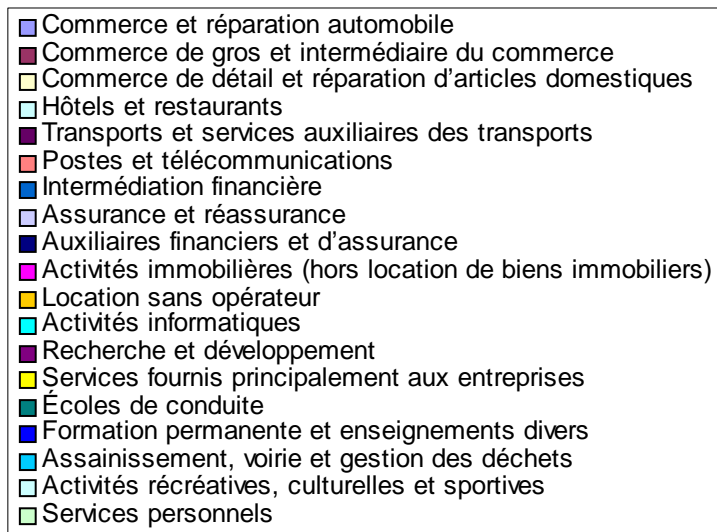 Commerce et réparation automobile
Commerce de gros et intermédiaire du commerce
Commerce de détail et réparation d’articles domestiques
Hôtels et restaurants
Transports et services auxiliaires des transports
Postes et télécommunications
Intermédiation financière
Assurance et réassurance
Auxiliaires financiers et d’assurance
Activités immobilières (hors location de biens immobiliers)
Location sans opérateur
Activités informatiques
Recherche et développement
Services fournis principalement aux entreprises
Écoles de conduite
Formation permanente et enseignements divers
Assainissement, voirie et gestion des déchets
Activités récréatives, culturelles et sportives
Services personnels